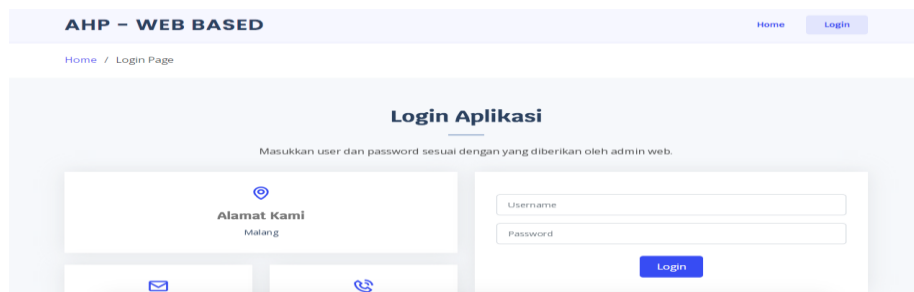 AHP – WEB BASED
Home
Login
Home / Login Page
Login Aplikasi
Masukkan user dan password sesuai dengan yang diberikan oleh admin web.
Alamat Kami
Malang
Username
Password
Login